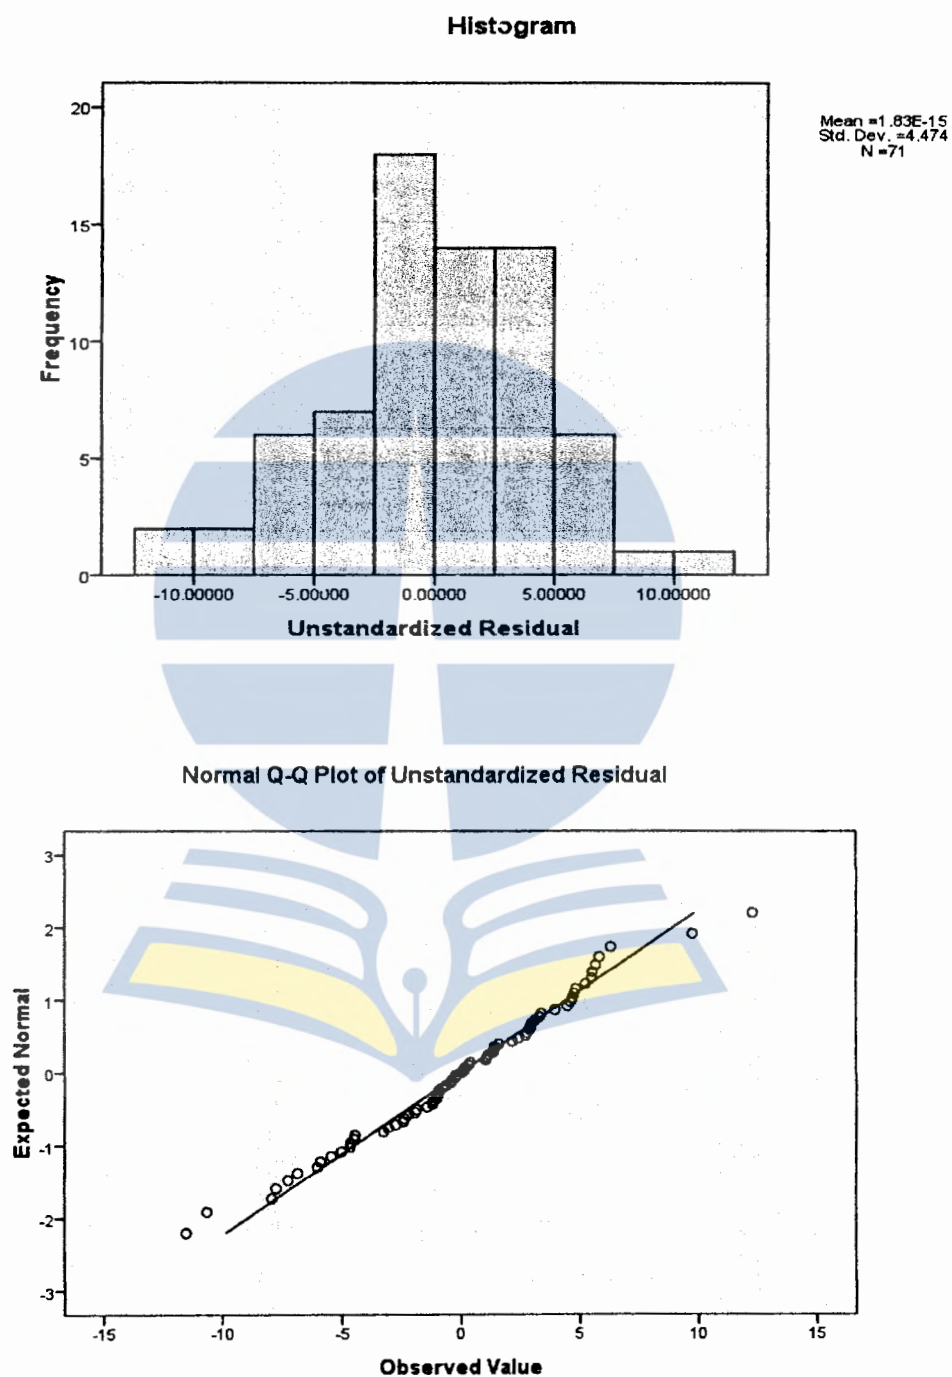 Histogram
Mean =1.83E-15
Std. Dev. =4.474
N =71
Frequency
20
15
10
5
0
-10.00000 -5.00000 0.00000 5.00000 10.00000
Unstandardized Residual
Normal Q-Q Plot of Unstandardized Residual
Expected Normal
3
2
1
0
-1
-2
-3
-15 -10 -5 0 5 10 15
Observed Value